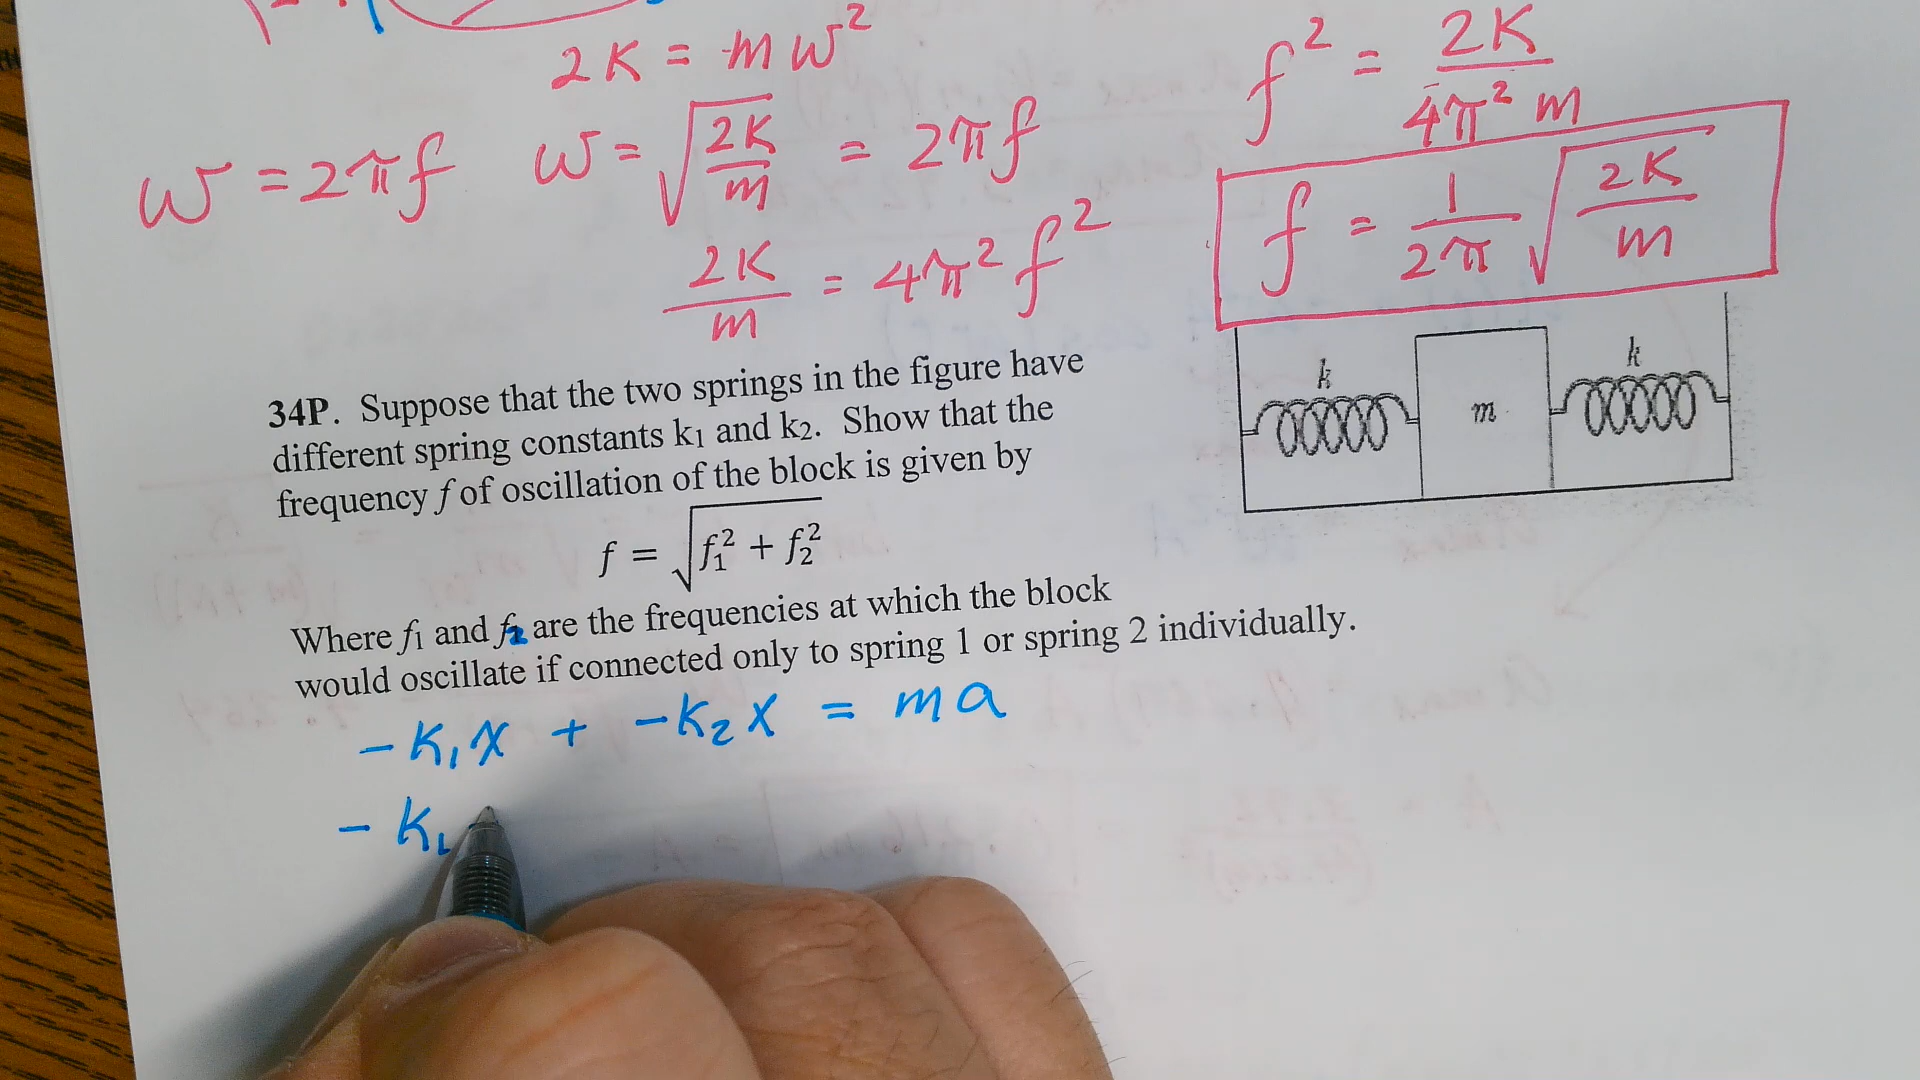 2K = mω²
f² = 2K / 4π² m
ω = 2πf
ω = √(2K/m) = 2πf
2K/m = 4π² f²
f = 1/2π √(2K/m)
k
m
k
34P. Suppose that the two springs in the figure have
different spring constants k₁ and k₂. Show that the
frequency f of oscillation of the block is given by
f = √(f₁² + f₂²)
Where f₁ and f₂ are the frequencies at which the block
would oscillate if connected only to spring 1 or spring 2 individually.
-K₁x + -K₂x = ma
-K₁